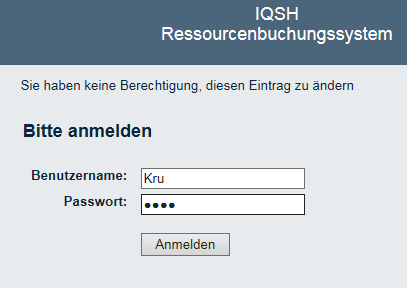 IQSH
Ressourcenbuchungssystem
Sie haben keine Berechtigung, diesen Eintrag zu ändern
Bitte anmelden
Benutzername: Kru
Passwort: ●●●●
Anmelden